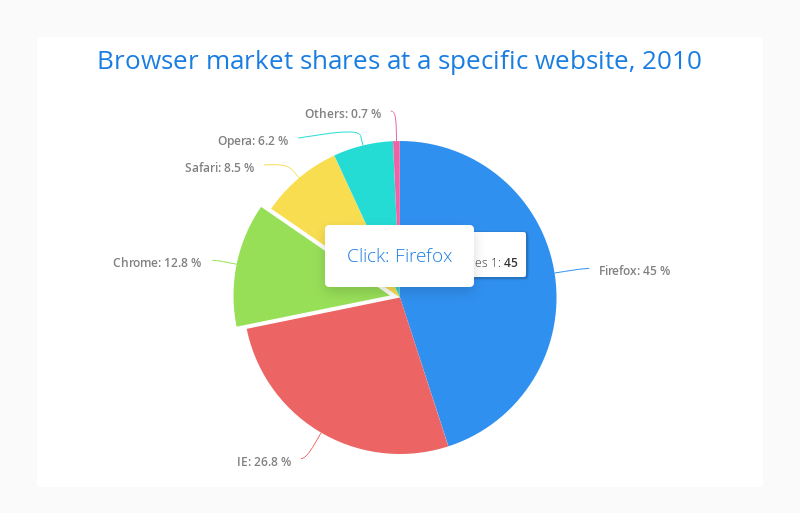 Browser market shares at a specific website, 2010
Others: 0.7 %
Opera: 6.2 %
Safari: 8.5 %
Chrome: 12.8 %
Click: Firefox
1: 45
Firefox: 45 %
IE: 26.8 %